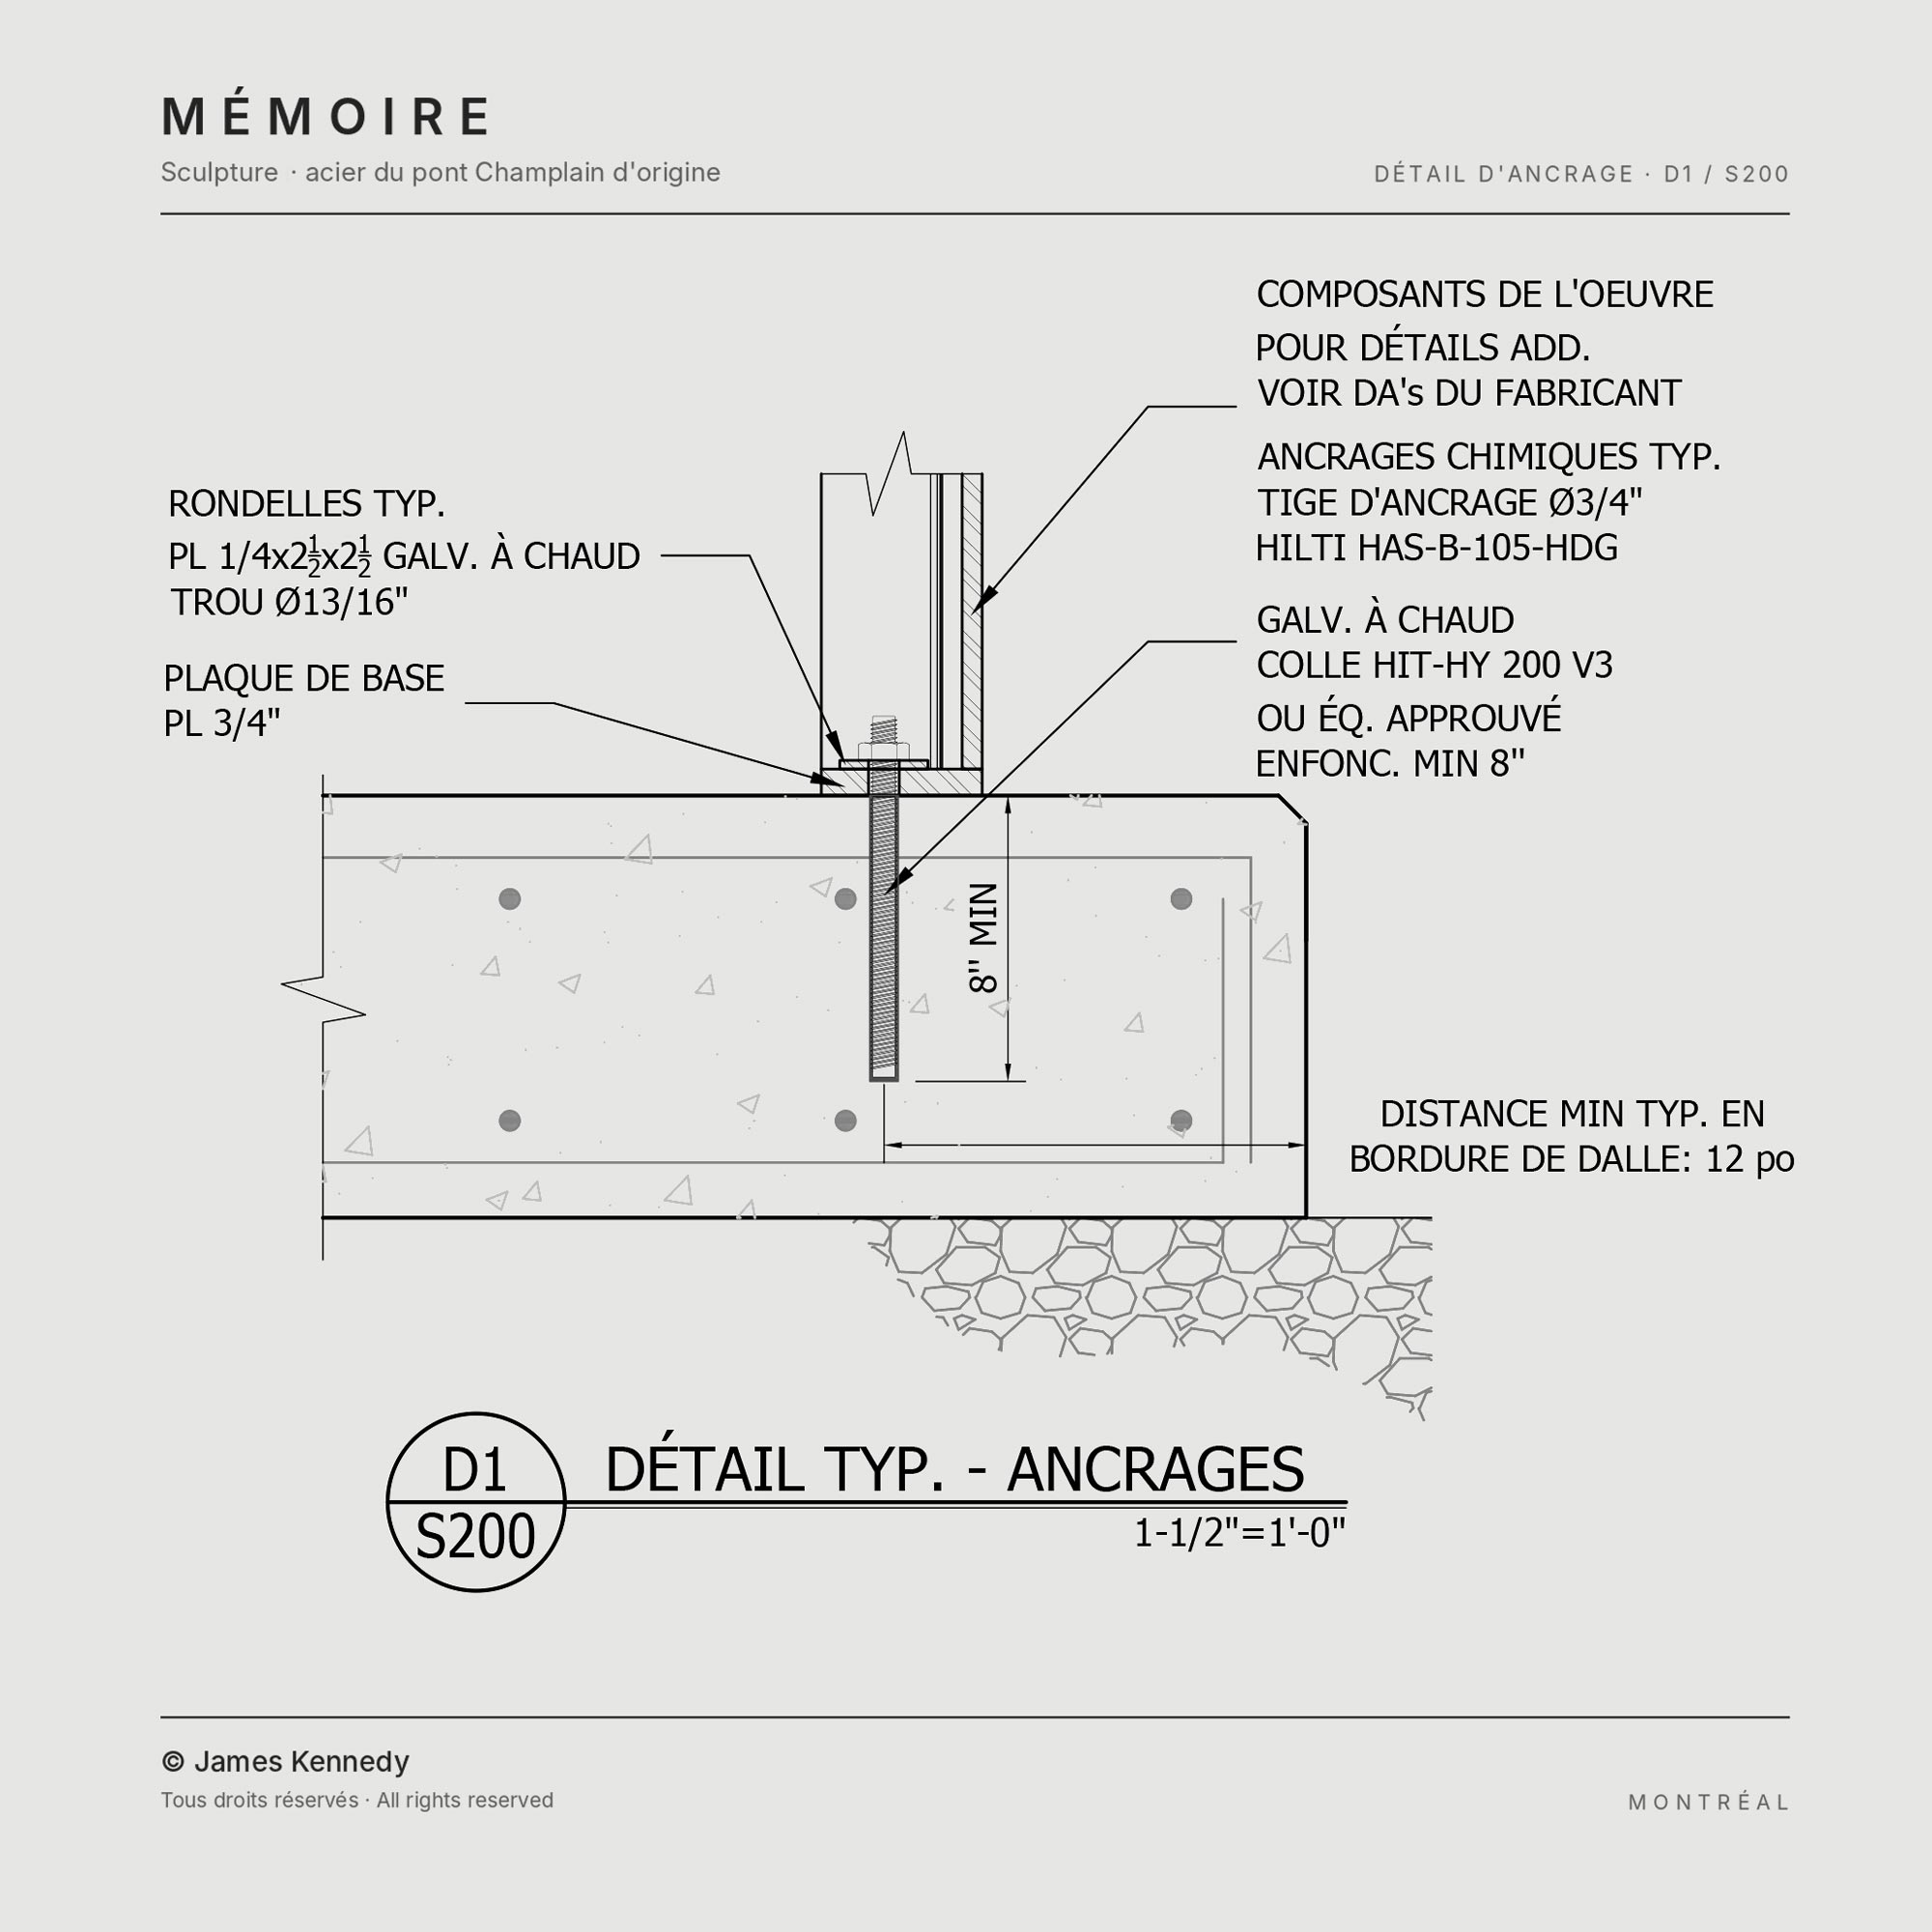 MÉMOIRE
Sculpture · acier du pont Champlain d'origine
DÉTAIL D'ANCRAGE · D1 / S200
COMPOSANTS DE L'OEUVRE
POUR DÉTAILS ADD.
VOIR DA's DU FABRICANT
ANCRAGES CHIMIQUES TYP.
TIGE D'ANCRAGE Ø3/4"
HILTI HAS-B-105-HDG
GALV. À CHAUD
COLLE HIT-HY 200 V3
OU ÉQ. APPROUVÉ
ENFONC. MIN 8"
RONDELLES TYP.
PL 1/4x2½x2½ GALV. À CHAUD
TROU Ø13/16"
PLAQUE DE BASE
PL 3/4"
8" MIN
DISTANCE MIN TYP. EN
BORDURE DE DALLE: 12 po
D1
S200
DÉTAIL TYP. - ANCRAGES
1-1/2"=1'-0"
© James Kennedy
Tous droits réservés · All rights reserved
MONTRÉAL